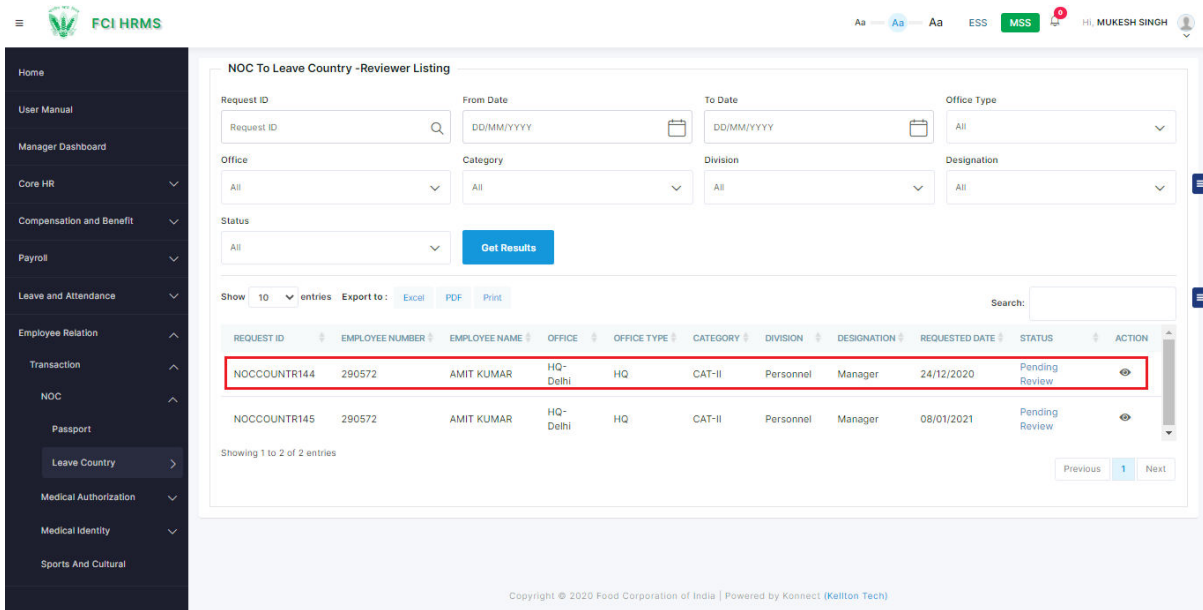 FCI HRMS
Aa Aa Aa ESS MSS 0 Hi, MUKESH SINGH
Home
User Manual
Manager Dashboard
Core HR
Compensation and Benefit
Payroll
Leave and Attendance
Employee Relation
Transaction
NOC
Passport
Leave Country
Medical Authorization
Medical Identity
Sports And Cultural
NOC To Leave Country -Reviewer Listing
Request ID From Date To Date Office Type
Request ID DD/MM/YYYY DD/MM/YYYY All
Office Category Division Designation
All All All All
Status
All Get Results
Show 10 entries Export to : Excel PDF Print Search:
REQUEST ID EMPLOYEE NUMBER EMPLOYEE NAME OFFICE OFFICE TYPE CATEGORY DIVISION DESIGNATION REQUESTED DATE STATUS ACTION
NOCCOUNTR144 290572 AMIT KUMAR HQ- HQ CAT-II Personnel Manager 24/12/2020 Pending
Delhi Review
NOCCOUNTR145 290572 AMIT KUMAR HQ- HQ CAT-II Personnel Manager 08/01/2021 Pending
Delhi Review
Showing 1 to 2 of 2 entries
Previous 1 Next
Copyright © 2020 Food Corporation of India | Powered by Konnect (Kellton Tech)